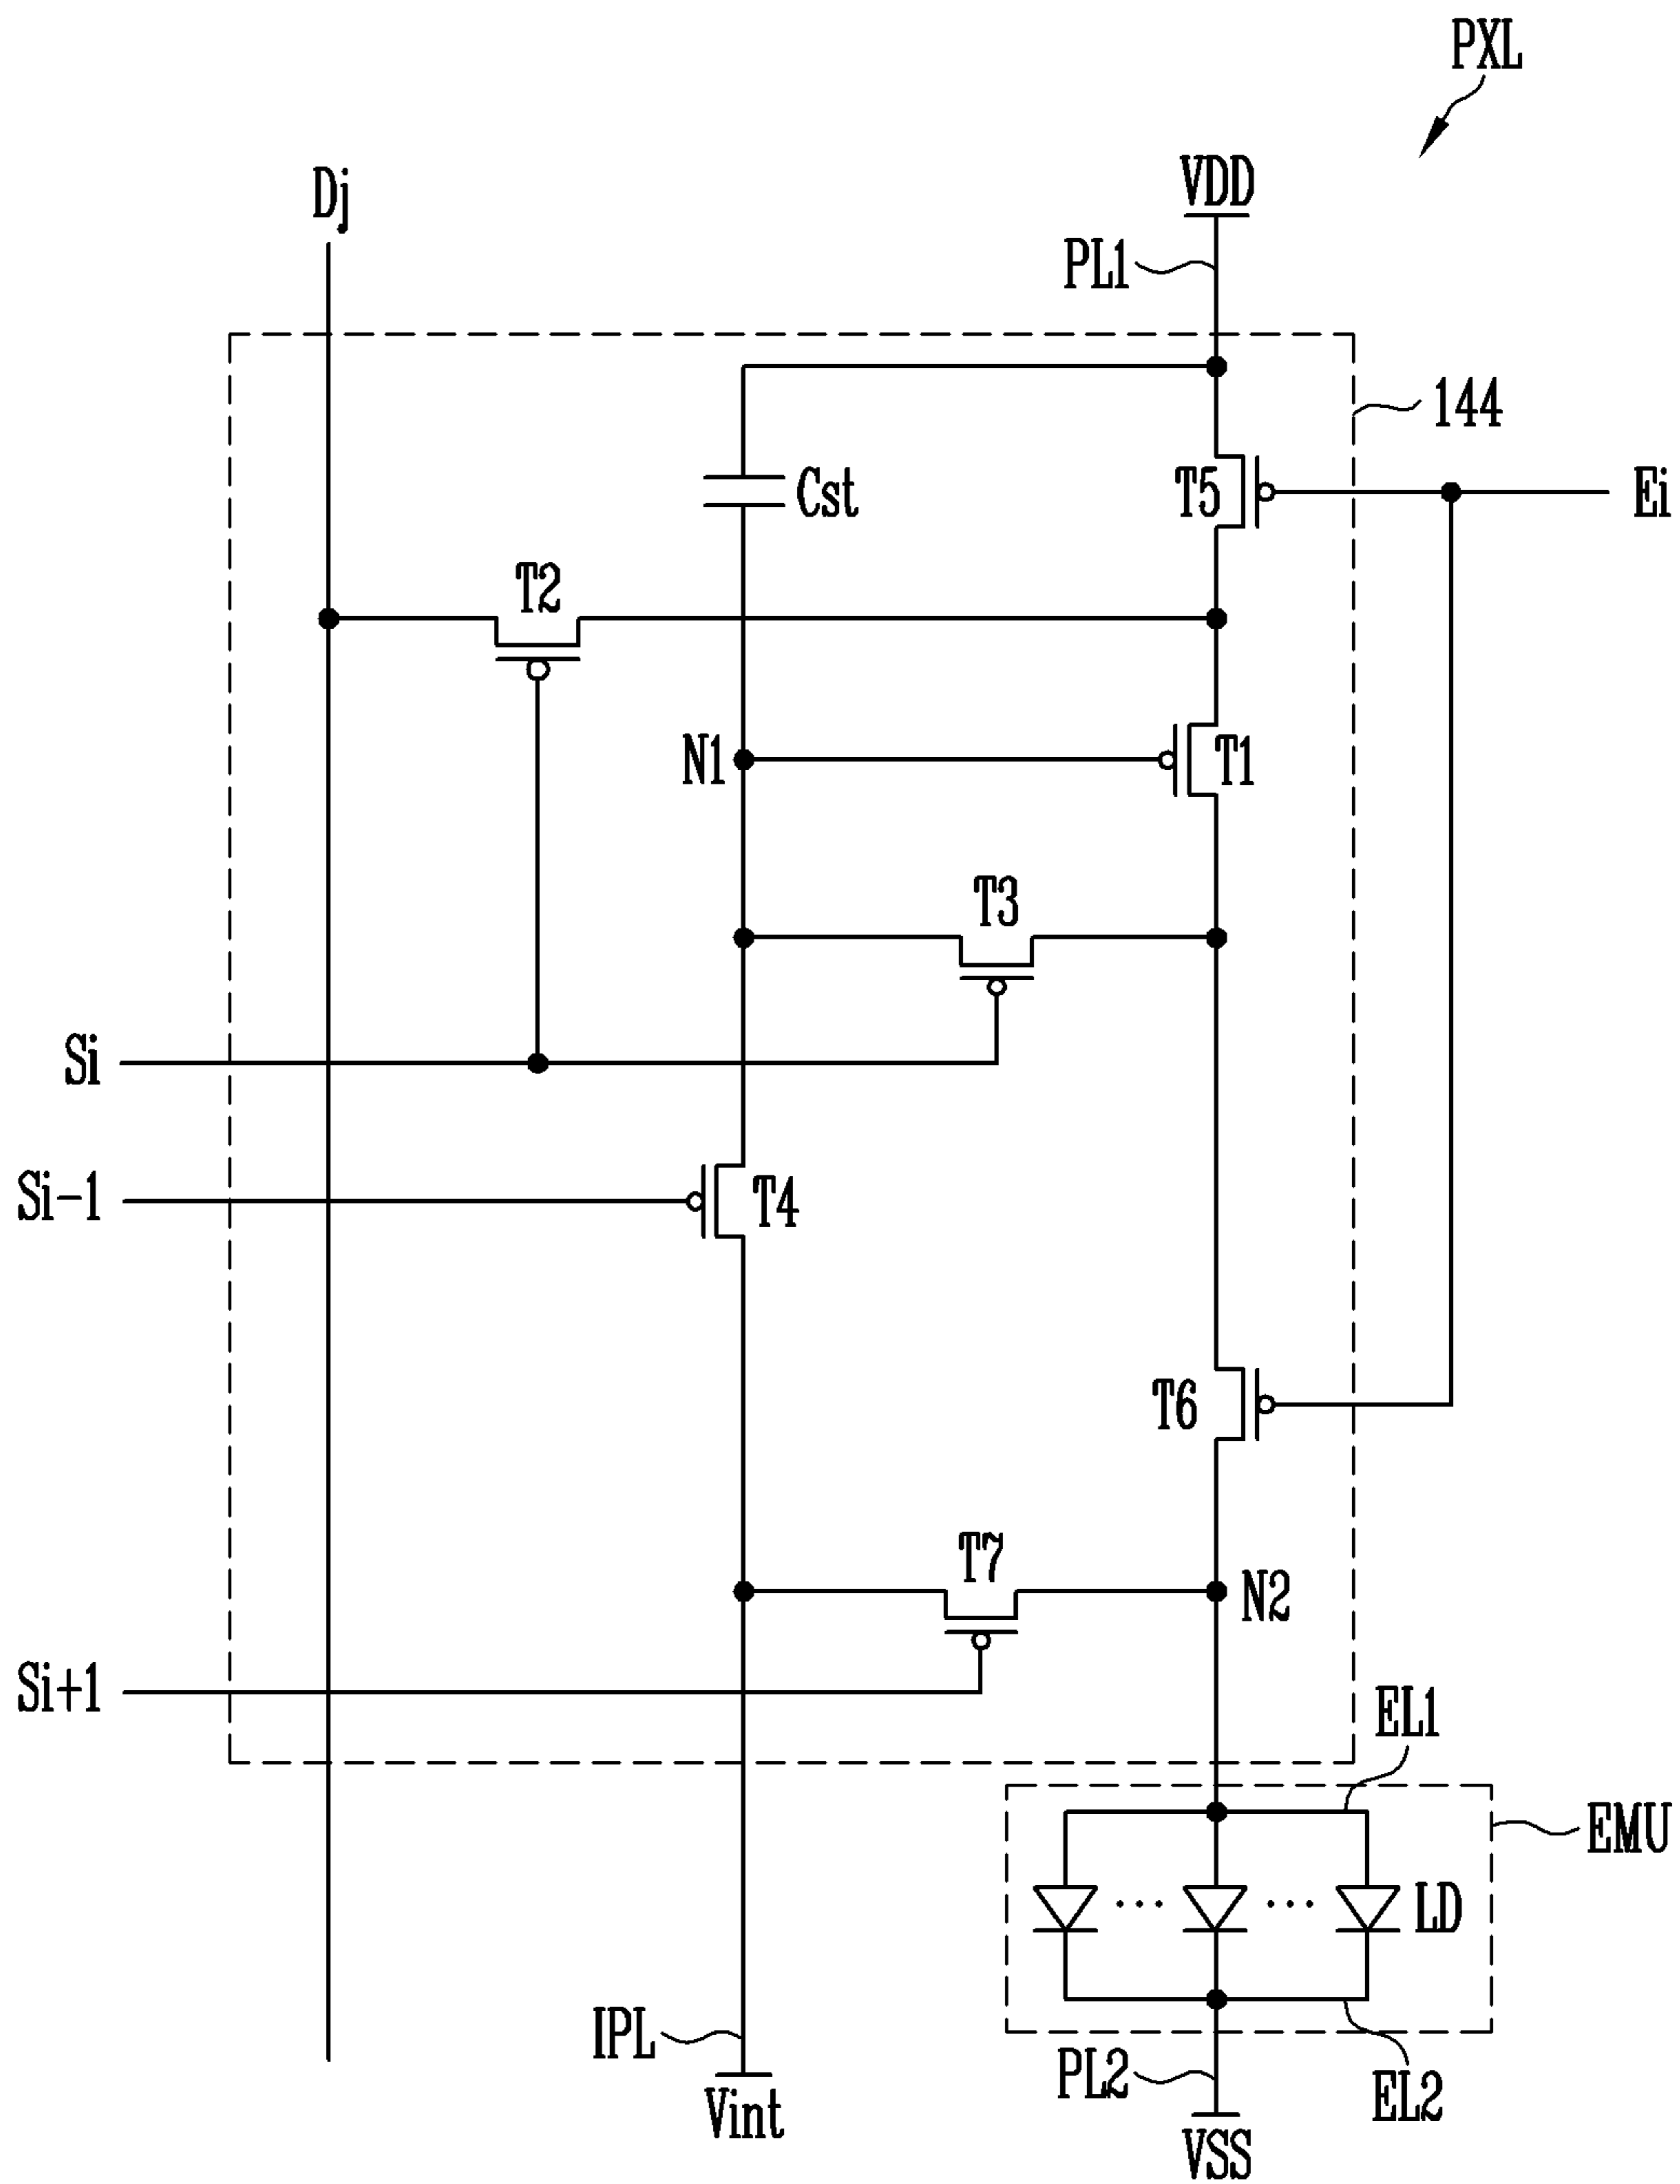 PXL
Dj
VDD
PL1
144
T5
Ei
Cst
T2
N1
T1
T3
Si
Si-1
T4
T6
T7
N2
Si+1
EL1
EMU
LD
IPL
PL2
EL2
Vint
VSS